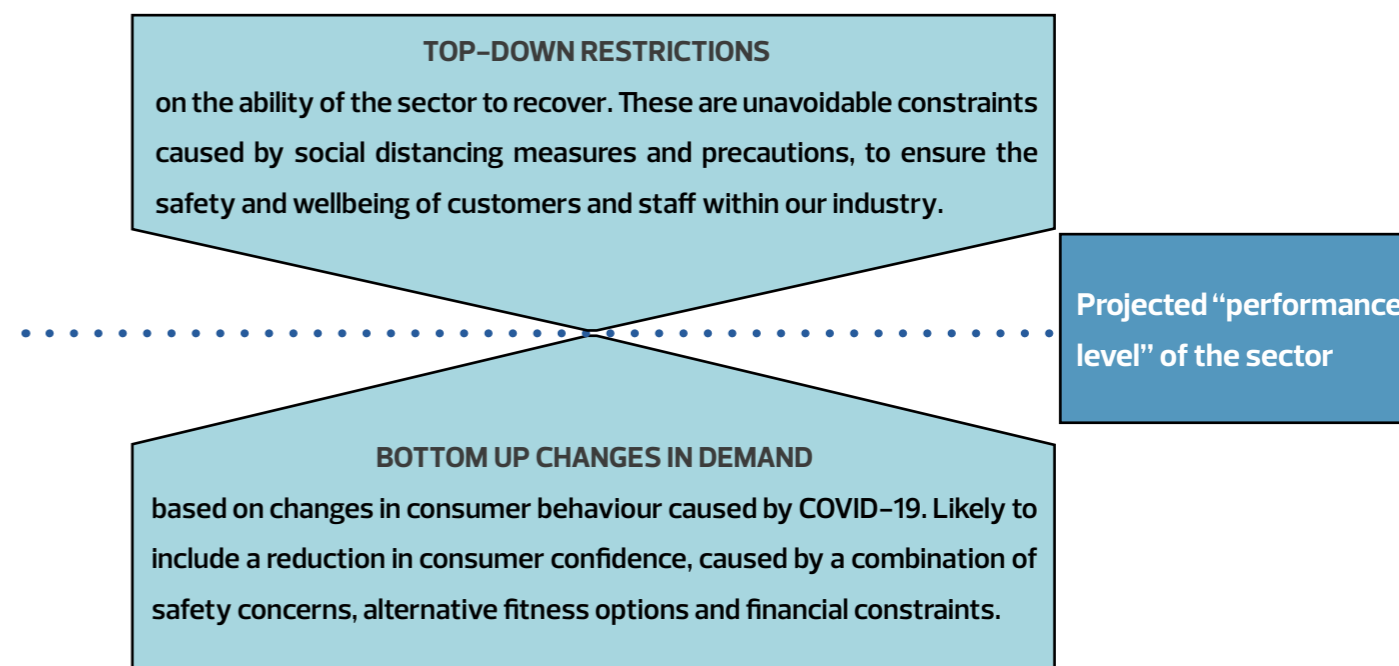 TOP-DOWN RESTRICTIONS
on the ability of the sector to recover. These are unavoidable constraints
caused by social distancing measures and precautions, to ensure the
safety and wellbeing of customers and staff within our industry.
Projected “performance
level” of the sector
BOTTOM UP CHANGES IN DEMAND
based on changes in consumer behaviour caused by COVID-19. Likely to
include a reduction in consumer confidence, caused by a combination of
safety concerns, alternative fitness options and financial constraints.